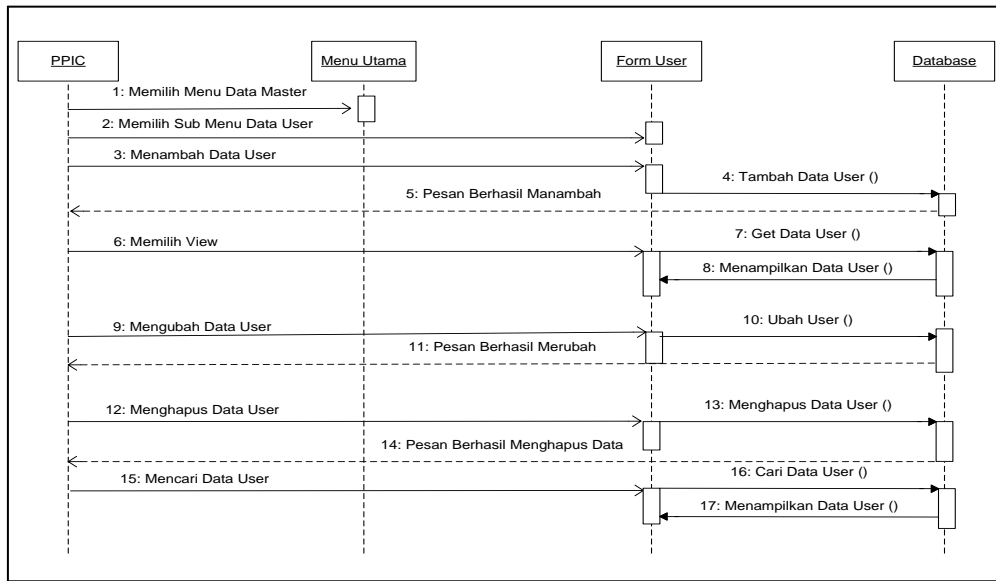 PPIC
Menu Utama
Form User
Database
1: Memilih Menu Data Master
2: Memilih Sub Menu Data User
3: Menambah Data User
4: Tambah Data User ()
5: Pesan Berhasil Manambah
6: Memilih View
7: Get Data User ()
8: Menampilkan Data User ()
9: Mengubah Data User
10: Ubah User ()
11: Pesan Berhasil Merubah
12: Menghapus Data User
13: Menghapus Data User ()
14: Pesan Berhasil Menghapus Data
15: Mencari Data User
16: Cari Data User ()
17: Menampilkan Data User ()